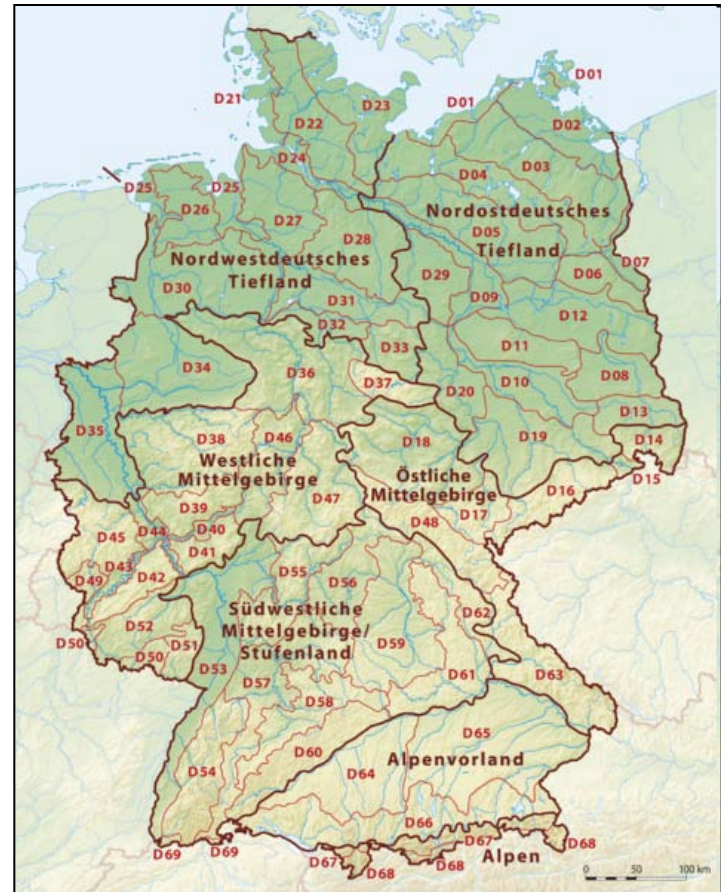 D01
D21
D23
D01
D22
D02
D24
D03
D04
D25
D25
D26
Nordostdeutsches
Tiefland
D27
D05
D28
Nordwestdeutsches
Tiefland
D07
D29
D06
D30
D31
D09
D12
D32
D33
D11
D34
D36
D37
D10
D08
D20
D13
D35
D38
D46
D18
D19
D14
Westliche
Mittelgebirge
Östliche
Mittelgebirge
D15
D16
D47
D39
D17
D48
D45
D44
D40
D41
D43
D42
D49
D55
D56
D62
Südwestliche
Mittelgebirge/
Stufenland
D52
D59
D50
D51
D50
D53
D57
D61
D63
D58
D65
D60
Alpenvorland
D54
D64
D66
D67
D68
D69
D69
D67
D68
D68
Alpen
0 50 100 km